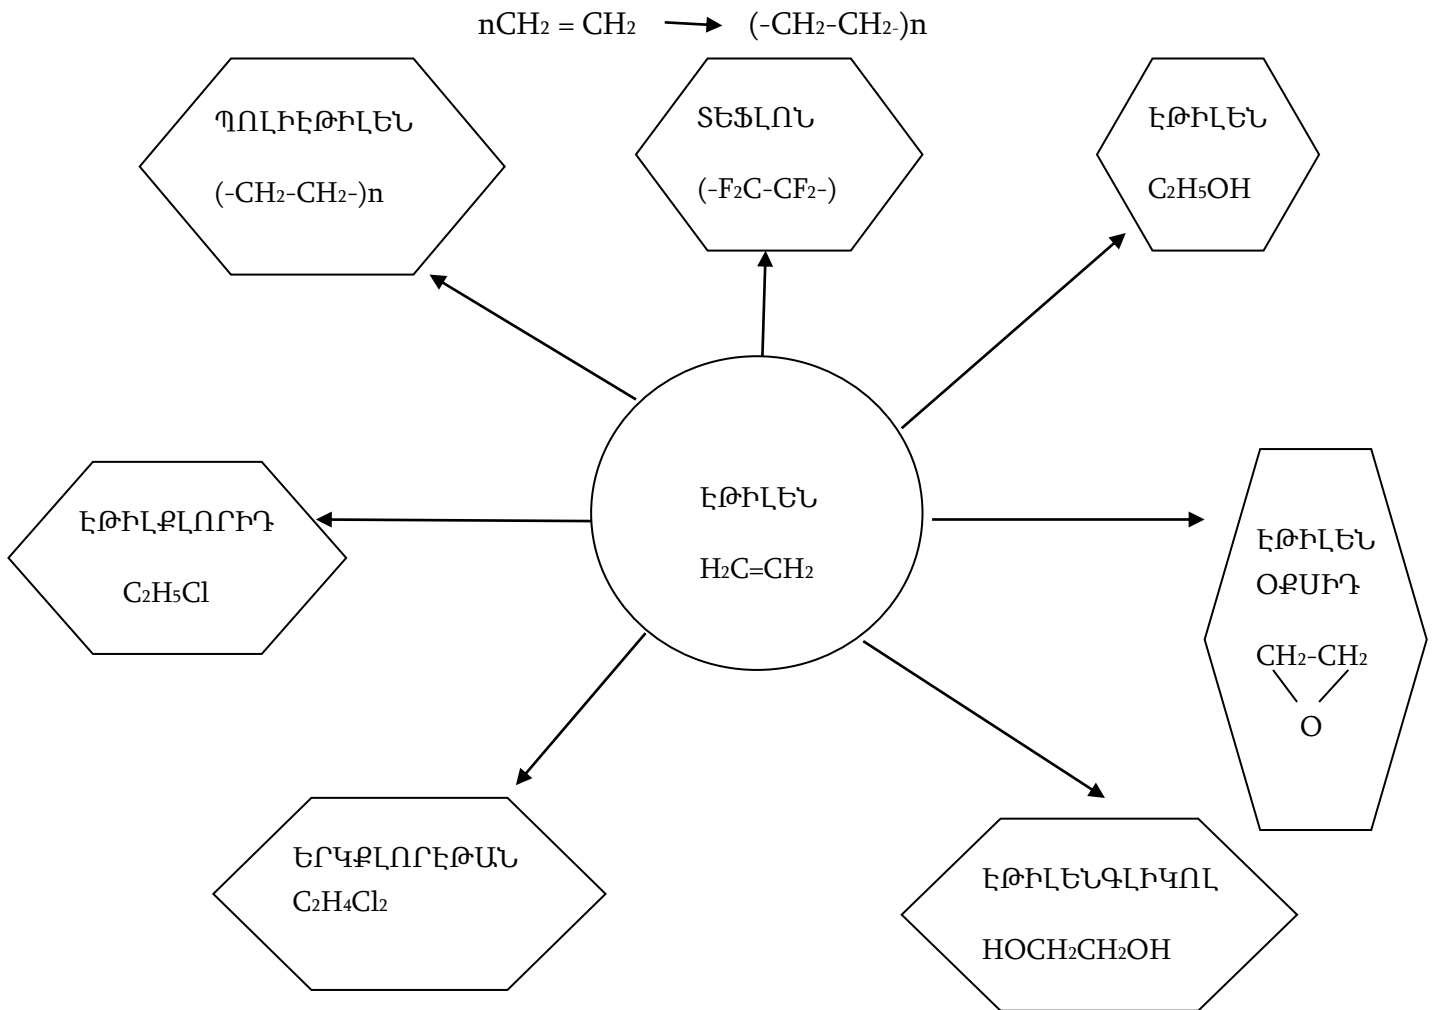 nCH₂ = CH₂ → (-CH₂-CH₂-)n
ՊՈԼԻԷԹԻԼԵՆ
(-CH₂-CH₂-)n
ՏԵՖԼՈՆ
(-F₂C-CF₂-)
ԷԹԻԼԵՆ
C₂H₅OH
ԷԹԻԼՔԼՈՐԻԴ
C₂H₅Cl
ԷԹԻԼԵՆ
H₂C=CH₂
ԷԹԻԼԵՆ
ՕՔՍԻԴ
CH₂-CH₂
O
ԵՐԿՔԼՈՐԷԹԱՆ
C₂H₄Cl₂
ԷԹԻԼԵՆԳԼԻԿՈԼ
HOCH₂CH₂OH